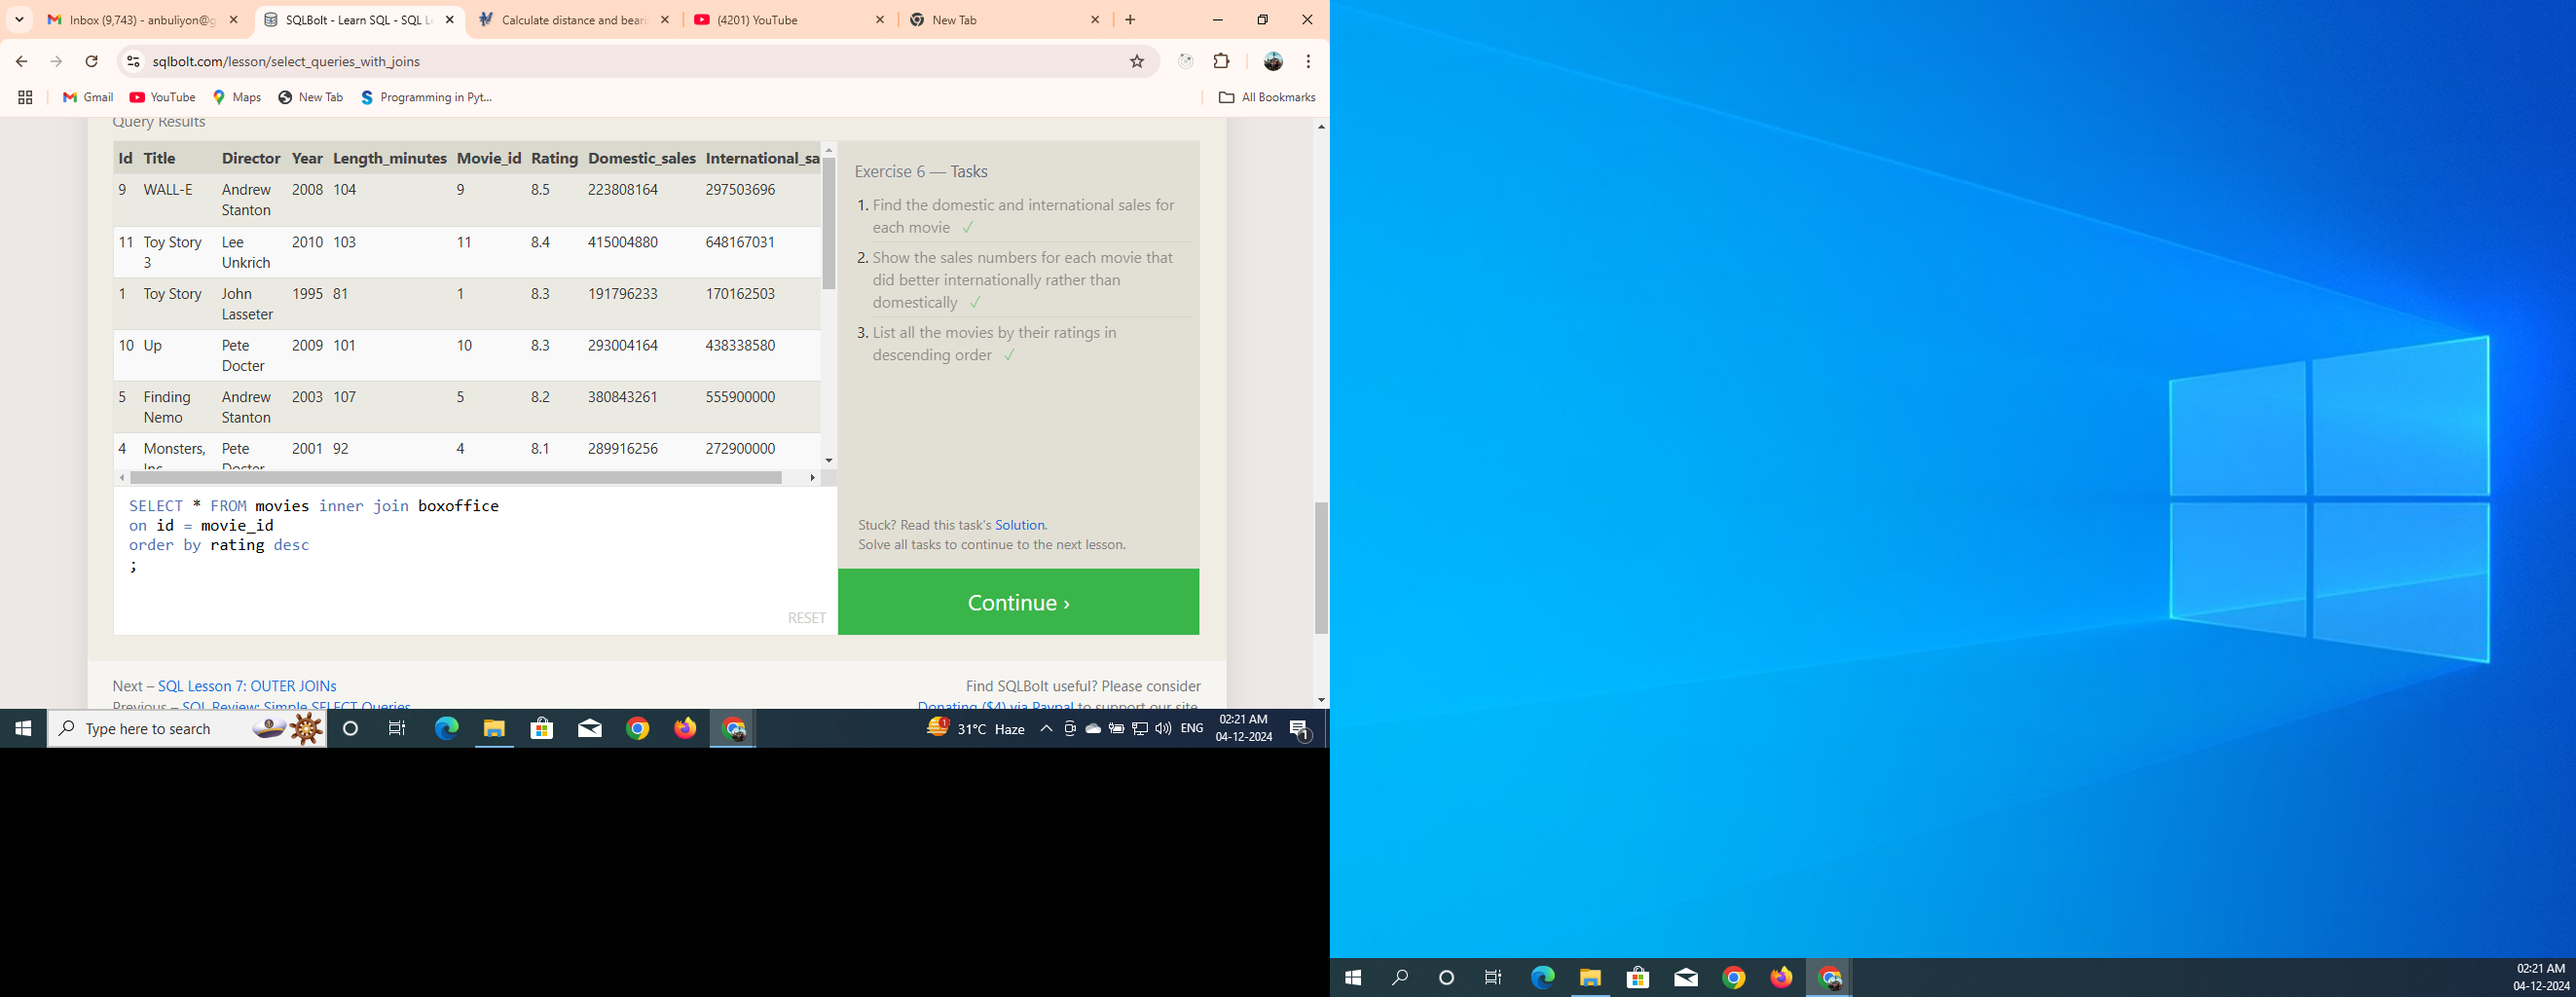 Inbox (9,743) - anbuliyon@g
SQLBolt - Learn SQL - SQL Le
Calculate distance and beari
(4201) YouTube
New Tab
sqlbolt.com/lesson/select_queries_with_joins
Gmail
YouTube
Maps
New Tab
Programming in Pyt...
All Bookmarks
Query Results
Id Title Director Year Length_minutes Movie_id Rating Domestic_sales International_sa
9 WALL-E Andrew 2008 104 9 8.5 223808164 297503696
Stanton
11 Toy Story Lee 2010 103 11 8.4 415004880 648167031
3 Unkrich
1 Toy Story John 1995 81 1 8.3 191796233 170162503
Lasseter
10 Up Pete 2009 101 10 8.3 293004164 438338580
Docter
5 Finding Andrew 2003 107 5 8.2 380843261 555900000
Nemo Stanton
4 Monsters, Pete 2001 92 4 8.1 289916256 272900000
Inc. Docter
SELECT * FROM movies inner join boxoffice
on id = movie_id
order by rating desc
;
RESET
Exercise 6 — Tasks
1. Find the domestic and international sales for
each movie ✓
2. Show the sales numbers for each movie that
did better internationally rather than
domestically ✓
3. List all the movies by their ratings in
descending order ✓
Stuck? Read this task's Solution.
Solve all tasks to continue to the next lesson.
Continue ›
Next – SQL Lesson 7: OUTER JOINs
Previous – SQL Review: Simple SELECT Queries
Find SQLBolt useful? Please consider
Donating ($4) via Paypal to support our site.
Type here to search
1
31°C Haze
ENG
02:21 AM
04-12-2024
1
02:21 AM
04-12-2024